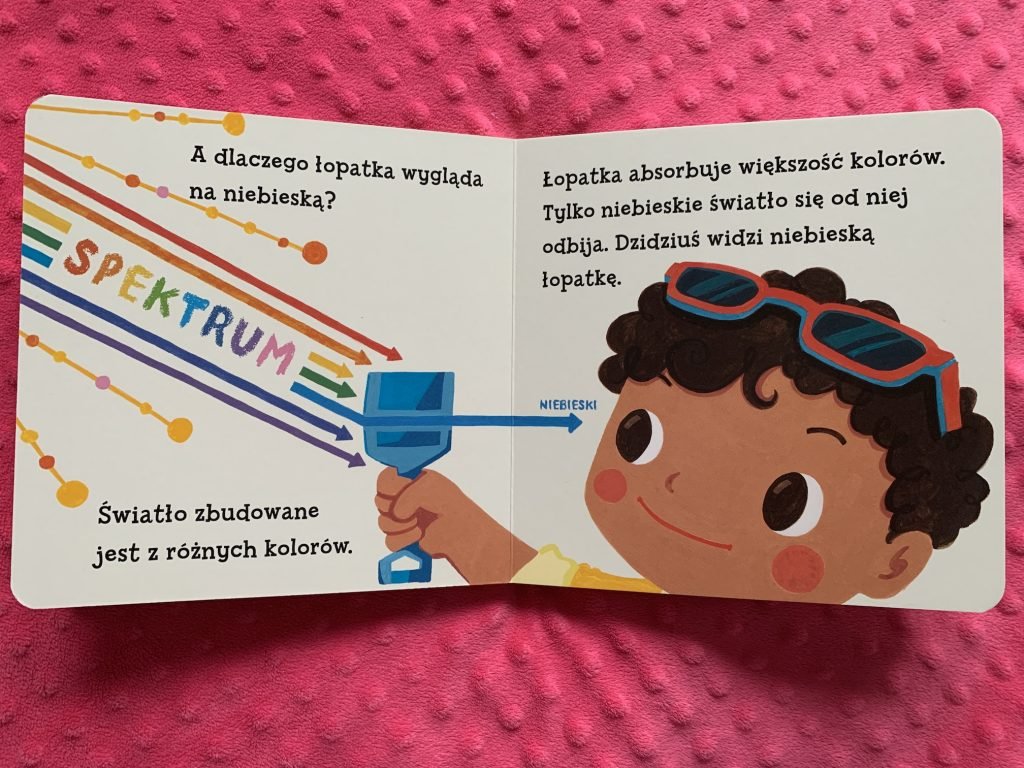 A dlaczego łopatka wygląda
na niebieską?
SPEKTRUM
Światło zbudowane
jest z różnych kolorów.
Łopatka absorbuje większość kolorów.
Tylko niebieskie światło się od niej
odbija. Dzidziuś widzi niebieską
łopatkę.
NIEBIESKI